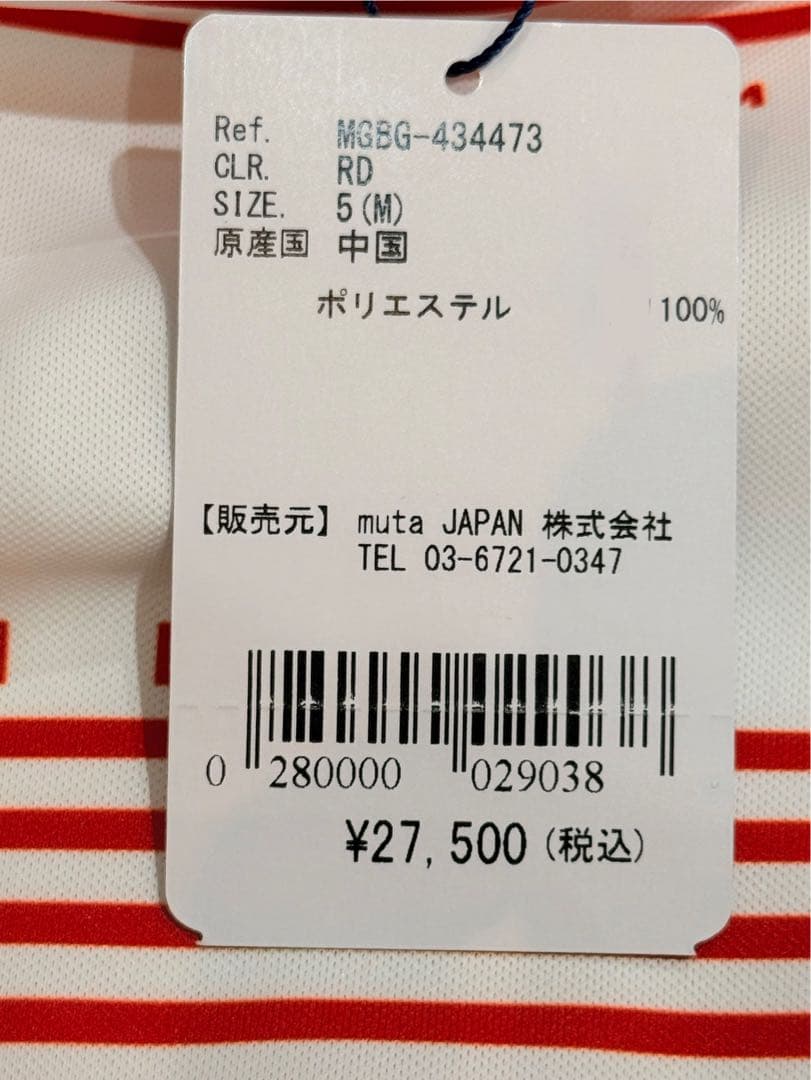 Ref. MGBG-434473
CLR. RD
SIZE. 5(M)
原産国 中国
ポリエステル 100%
【販売元】 muta JAPAN 株式会社
TEL 03-6721-0347
0 280000 029038
¥27,500(税込)